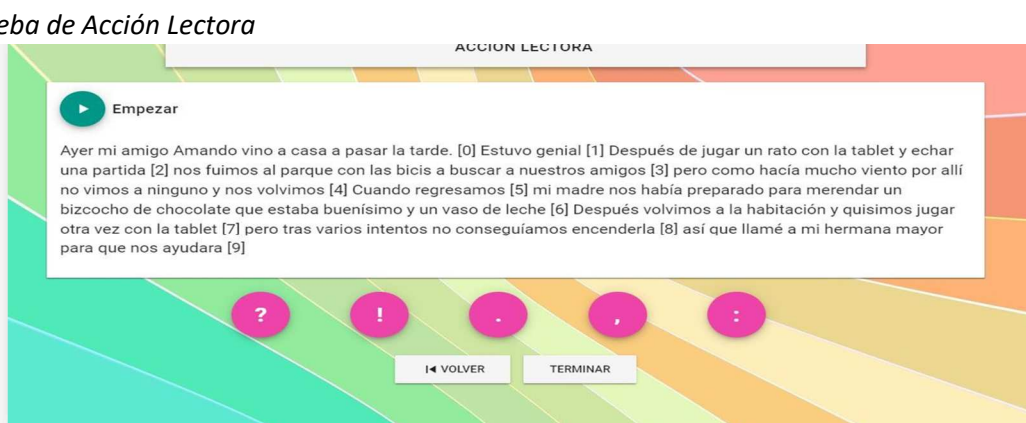 eba de Acción Lectora
ACCIÓN LECTORA
Empezar
Ayer mi amigo Amando vino a casa a pasar la tarde. [0] Estuvo genial [1] Después de jugar un rato con la tablet y echar
una partida [2] nos fuimos al parque con las bicis a buscar a nuestros amigos [3] pero como hacía mucho viento por allí
no vimos a ninguno y nos volvimos [4] Cuando regresamos [5] mi madre nos había preparado para merendar un
bizcocho de chocolate que estaba buenísimo y un vaso de leche [6] Después volvimos a la habitación y quisimos jugar
otra vez con la tablet [7] pero tras varios intentos no conseguíamos encenderla [8] así que llamé a mi hermana mayor
para que nos ayudara [9]
? ! . , :
VOLVER TERMINAR